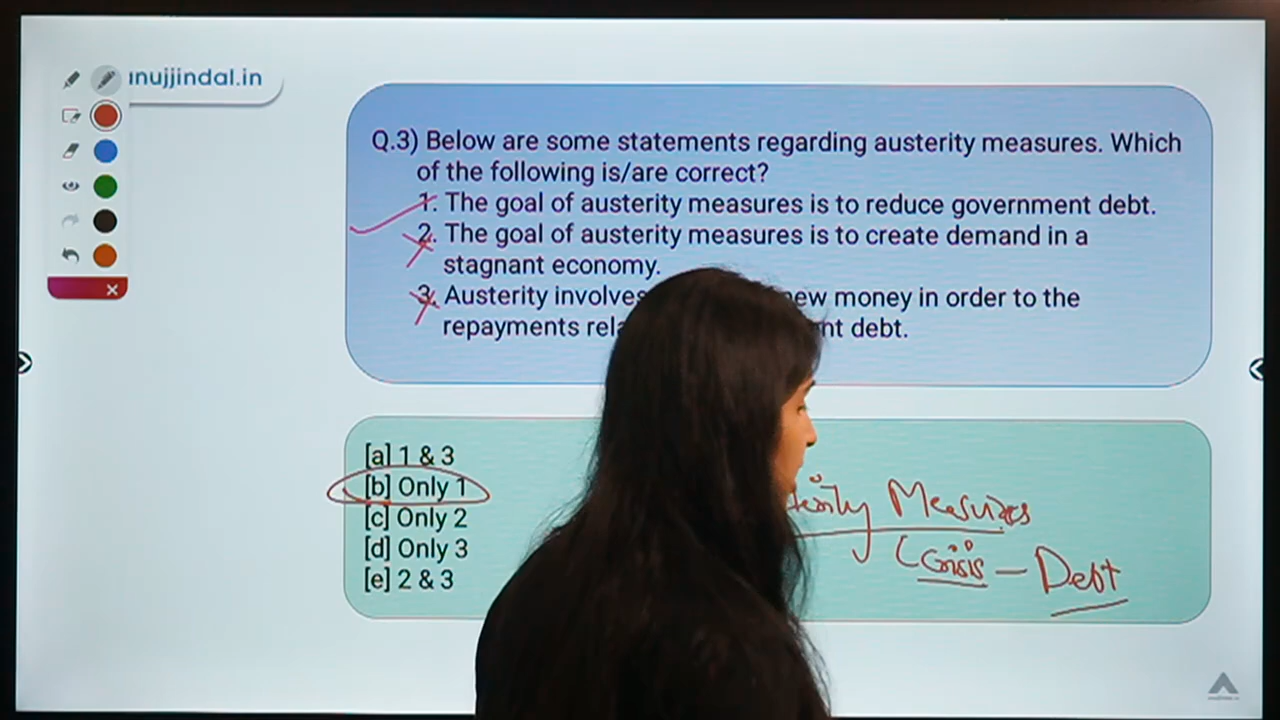 anujjindal.in
Q.3) Below are some statements regarding austerity measures. Which
of the following is/are correct?
1. The goal of austerity measures is to reduce government debt.
2. The goal of austerity measures is to create demand in a
stagnant economy.
3. Austerity involves new money in order to the
repayments debt.
[a] 1 & 3
[b] Only 1
[c] Only 2
[d] Only 3
[e] 2 & 3
Measures
Crisis - Debt